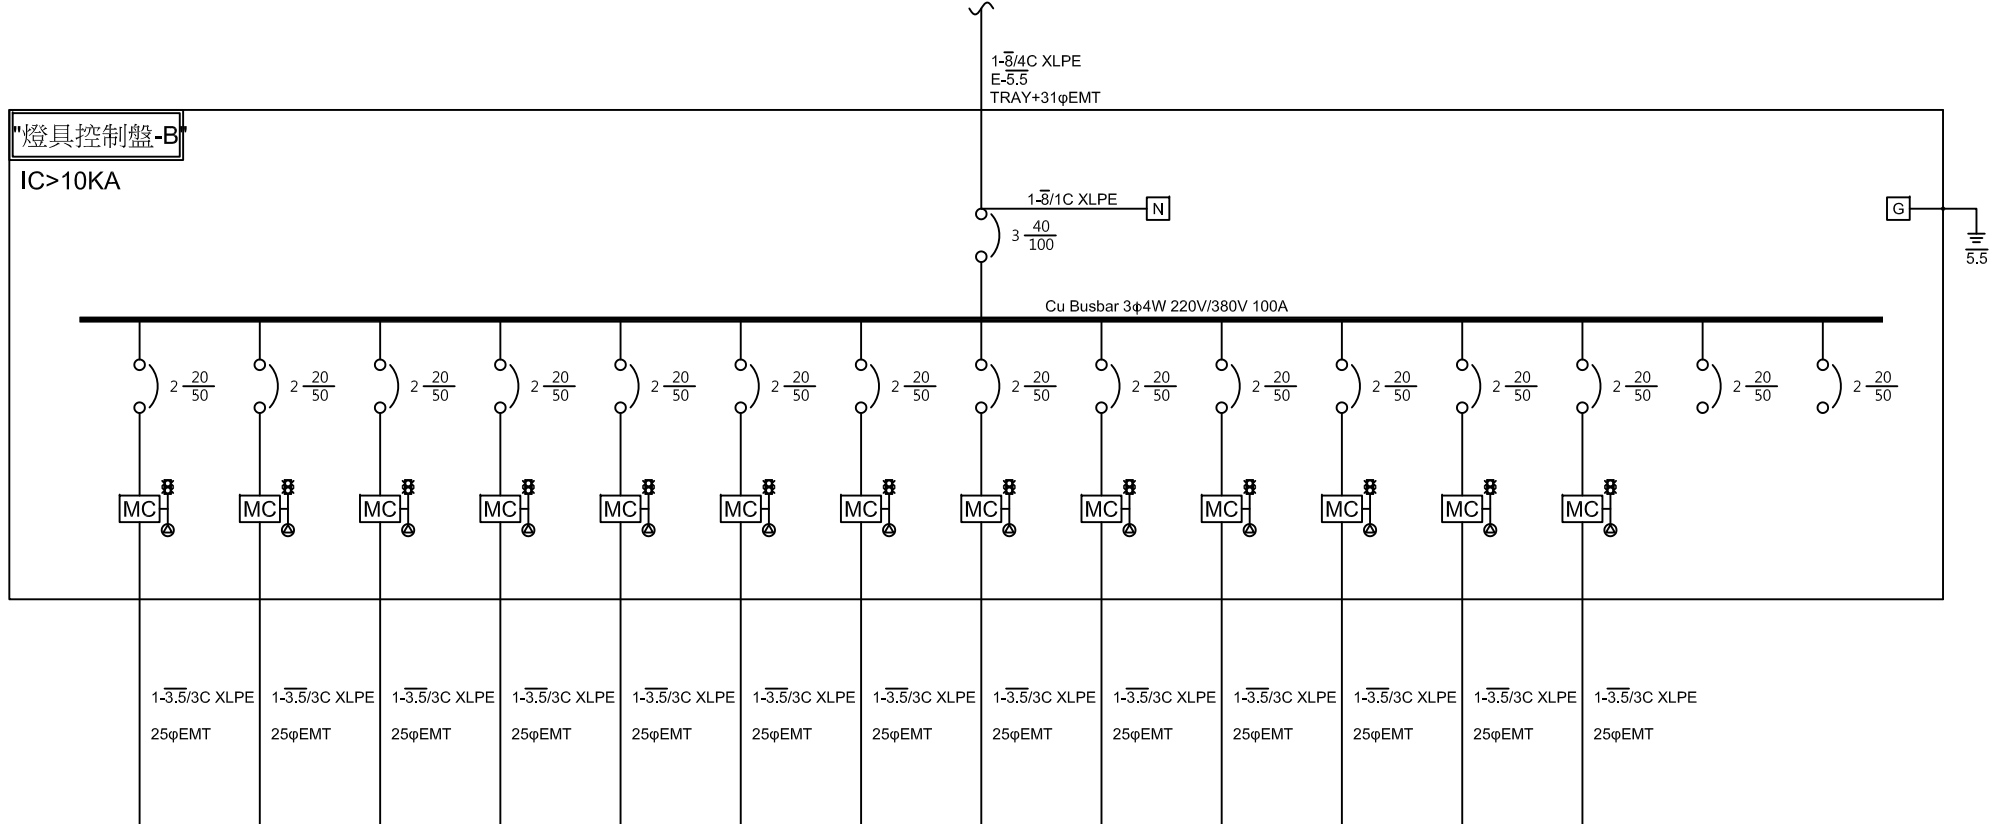 1-8/4C XLPE
E-5.5
TRAY+31φEMT
"燈具控制盤-B"
IC>10KA
1-8/1C XLPE
N
G
3 40/100
5.5
Cu Busbar 3ϕ4W 220V/380V 100A
2 20/50 2 20/50 2 20/50 2 20/50 2 20/50 2 20/50 2 20/50 2 20/50 2 20/50 2 20/50 2 20/50 2 20/50 2 20/50 2 20/50 2 20/50
MC MC MC MC MC MC MC MC MC MC MC MC MC
1-3.5/3C XLPE 1-3.5/3C XLPE 1-3.5/3C XLPE 1-3.5/3C XLPE 1-3.5/3C XLPE 1-3.5/3C XLPE 1-3.5/3C XLPE 1-3.5/3C XLPE 1-3.5/3C XLPE 1-3.5/3C XLPE 1-3.5/3C XLPE 1-3.5/3C XLPE 1-3.5/3C XLPE
25φEMT 25φEMT 25φEMT 25φEMT 25φEMT 25φEMT 25φEMT 25φEMT 25φEMT 25φEMT 25φEMT 25φEMT 25φEMT